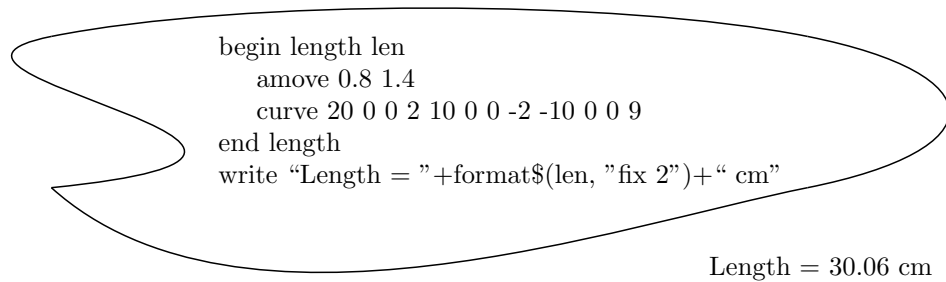 begin length len
amove 0.8 1.4
curve 20 0 0 2 10 0 0 -2 -10 0 0 9
end length
write “Length = ”+format$(len, ”fix 2”)+“ cm”
Length = 30.06 cm